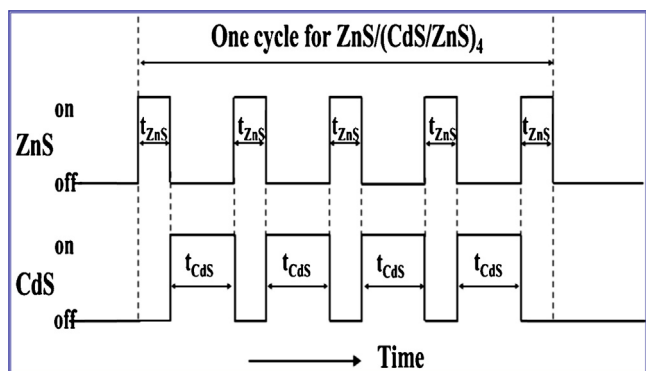 One cycle for ZnS/(CdS/ZnS)4
on
tZnS tZnS tZnS tZnS tZnS
ZnS
off
on
tCdS tCdS tCdS tCdS
CdS
off
Time